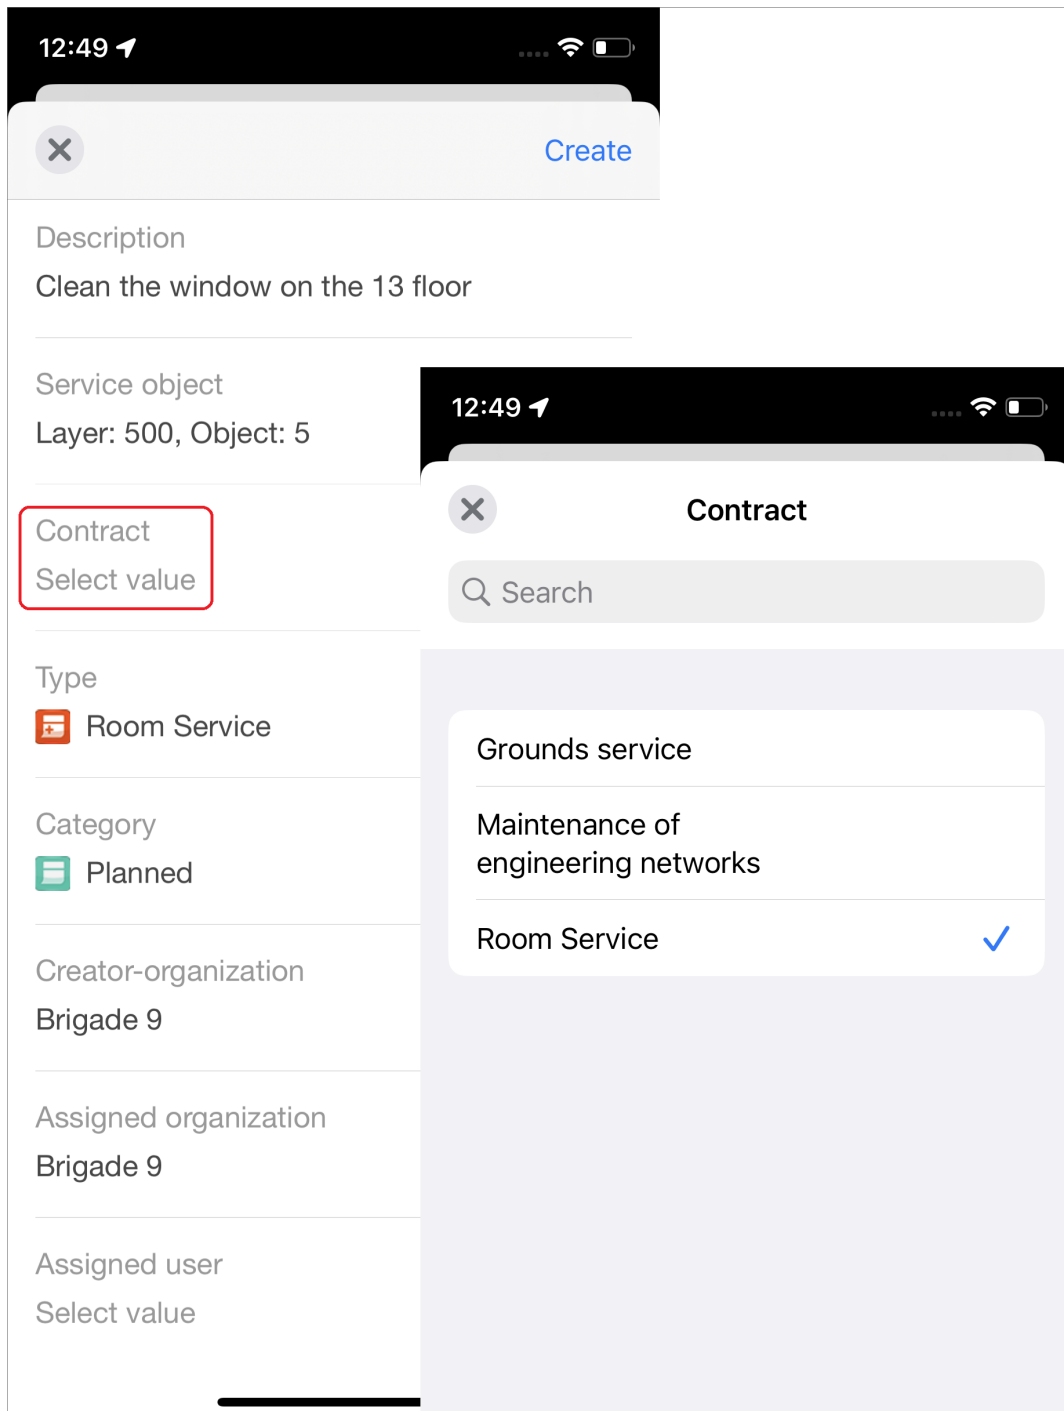 12:49
Create
Description
Clean the window on the 13 floor
Service object
Layer: 500, Object: 5
Contract
Select value
Type
Room Service
Category
Planned
Creator-organization
Brigade 9
Assigned organization
Brigade 9
Assigned user
Select value
12:49
Contract
Search
Grounds service
Maintenance of
engineering networks
Room Service